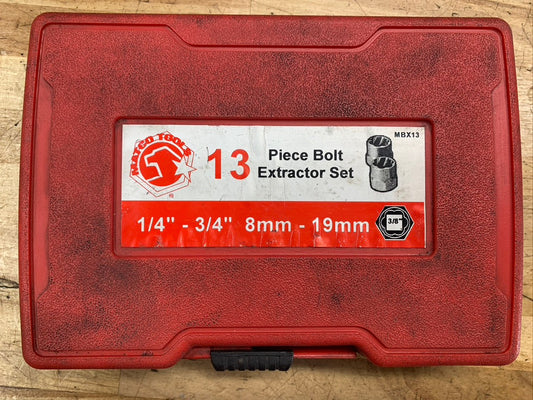 MATCO TOOLS
®
13 Piece Bolt
Extractor Set
MBX13
1/4" - 3/4" 8mm - 19mm
3/8"